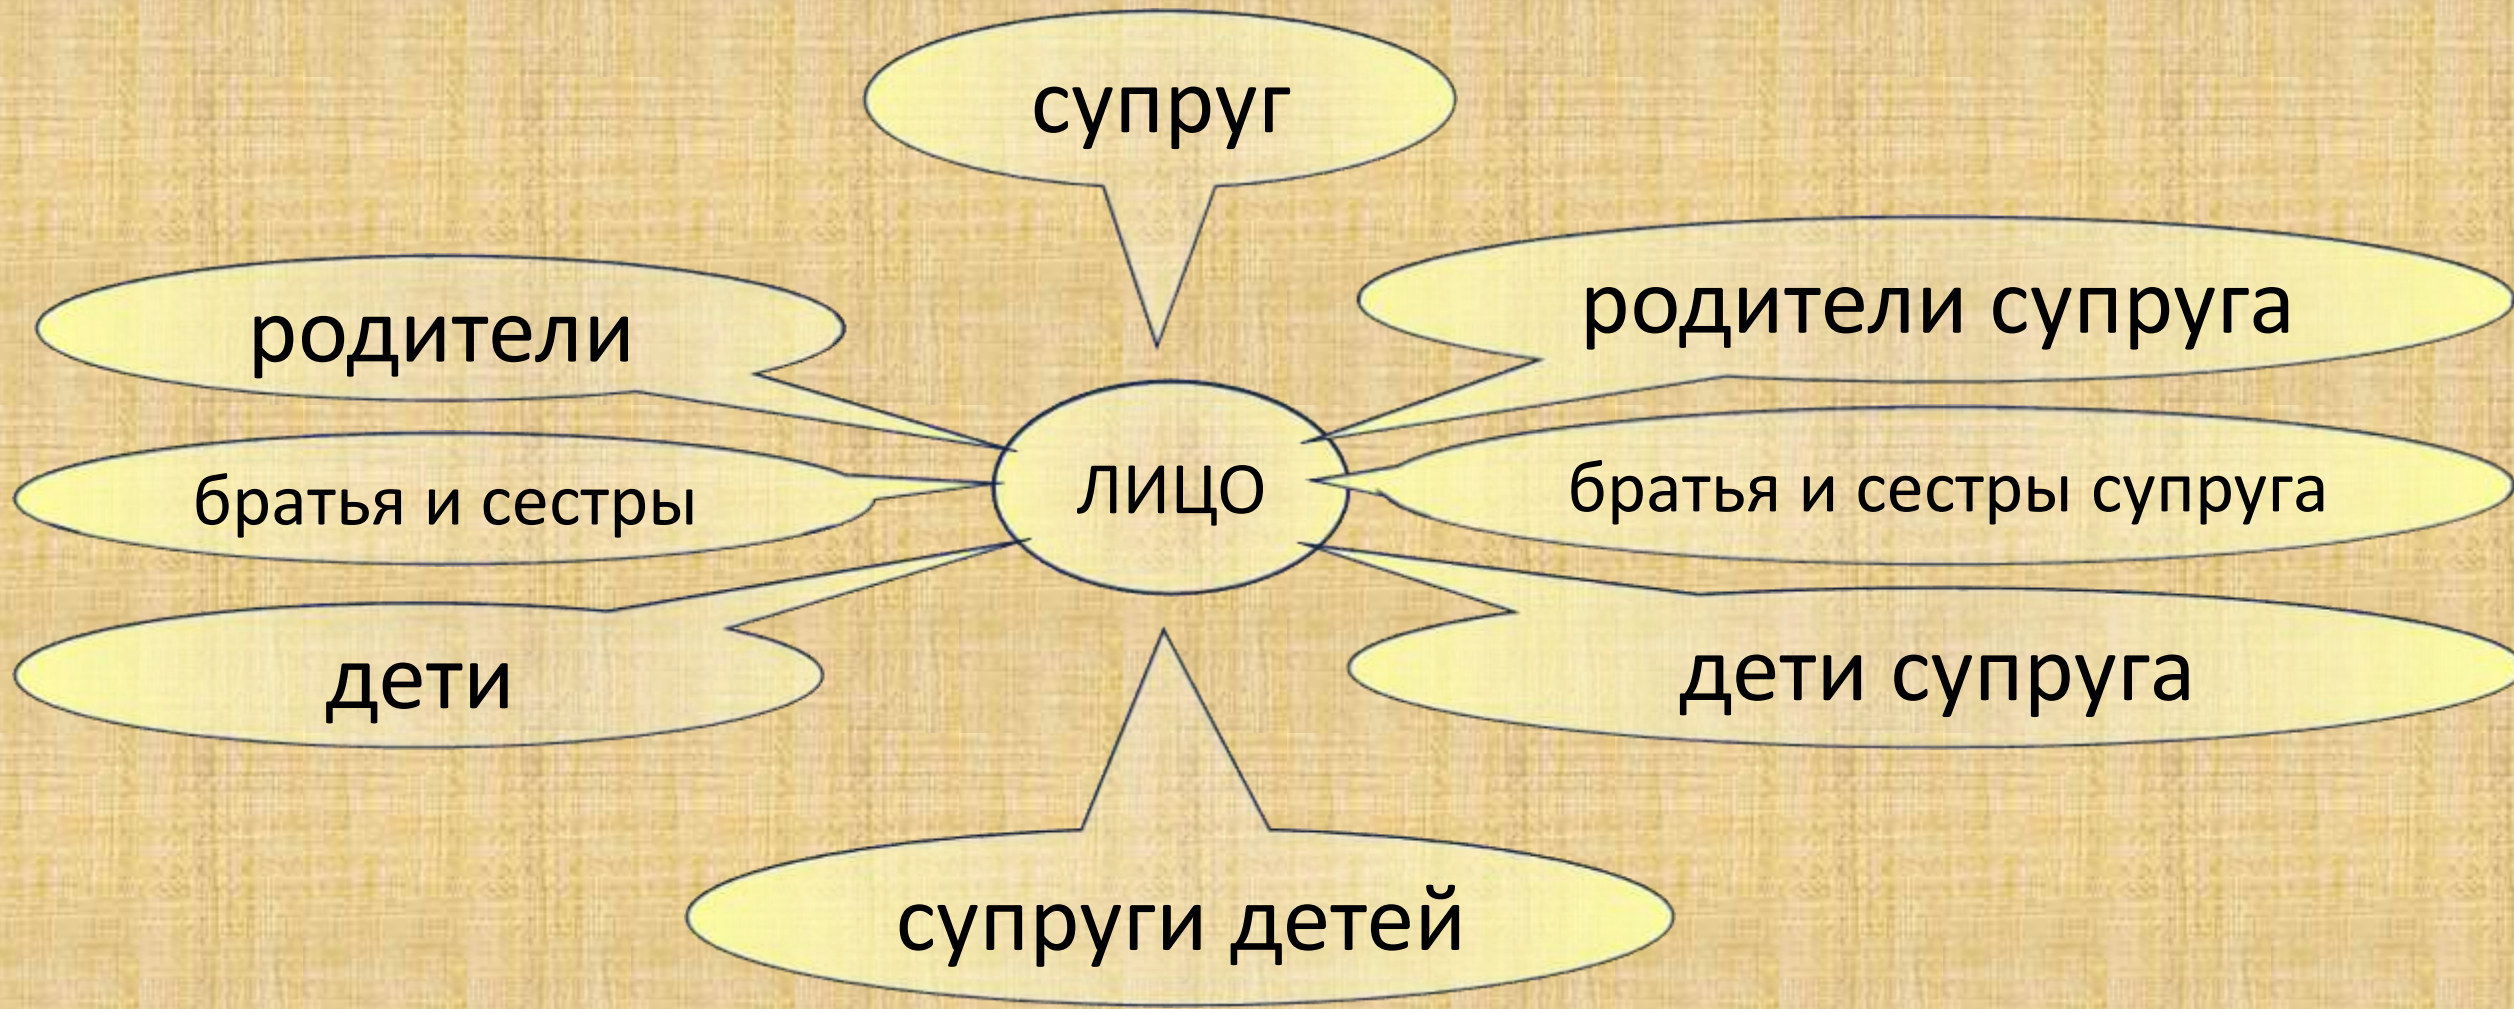 супруг
родители
родители супруга
братья и сестры
ЛИЦО
братья и сестры супруга
дети
дети супруга
супруги детей